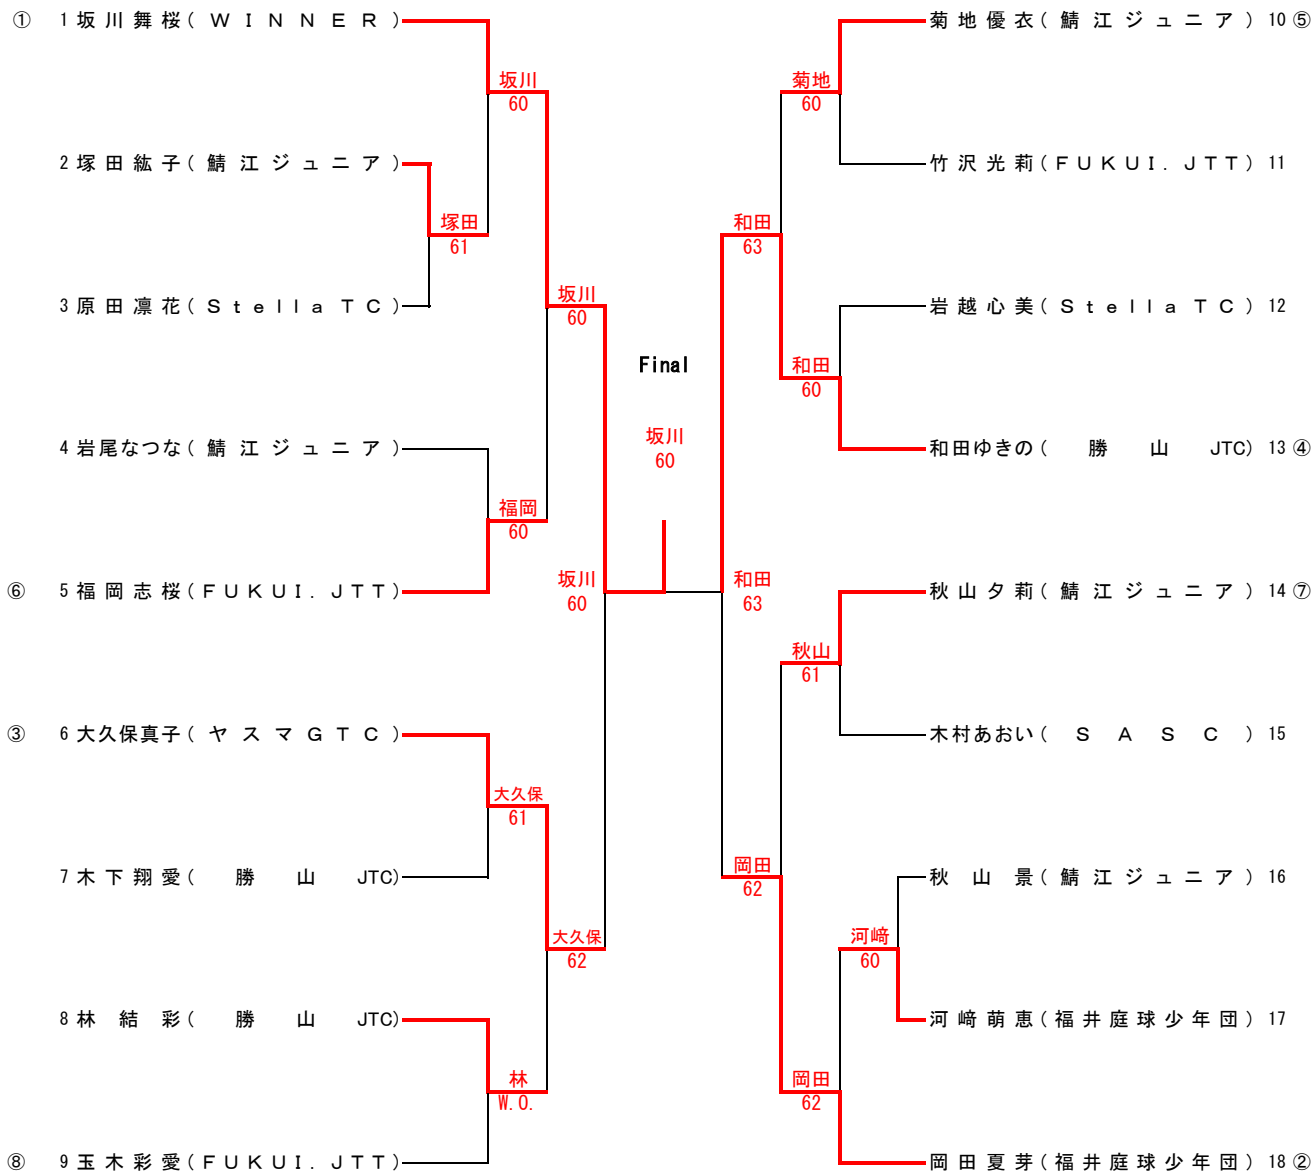 ① 1 坂川舞桜(ＷＩＮＮＥＲ)
坂川
60
2 塚田紘子(鯖江ジュニア)
塚田
61
3 原田凛花(ＳｔｅｌｌａＴＣ)
坂川
60
4 岩尾なつな(鯖江ジュニア)
福岡
60
⑥ 5 福岡志桜(ＦＵＫＵＩ．ＪＴＴ)
坂川
60
③ 6 大久保真子(ヤスマＧＴＣ)
大久保
61
7 木下翔愛(勝山JTC)
大久保
62
8 林結彩(勝山JTC)
林
W.O.
⑧ 9 玉木彩愛(ＦＵＫＵＩ．ＪＴＴ)
Final
坂川
60
菊地優衣(鯖江ジュニア) 10 ⑤
菊地
60
竹沢光莉(ＦＵＫＵＩ．ＪＴＴ) 11
和田
63
岩越心美(ＳｔｅｌｌａＴＣ) 12
和田
60
和田ゆきの(勝山JTC) 13 ④
和田
63
秋山夕莉(鯖江ジュニア) 14 ⑦
秋山
61
木村あおい(ＳＡＳＣ) 15
岡田
62
秋山景(鯖江ジュニア) 16
河﨑
60
河﨑萌恵(福井庭球少年団) 17
岡田
62
岡田夏芽(福井庭球少年団) 18 ②